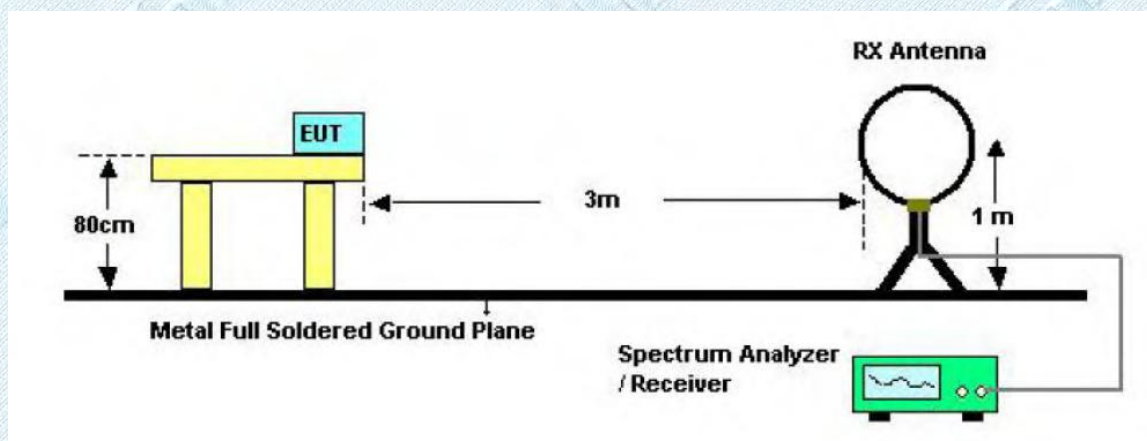 RX Antenna
EUT
80cm
3m
1 m
Metal Full Soldered Ground Plane
Spectrum Analyzer
/ Receiver